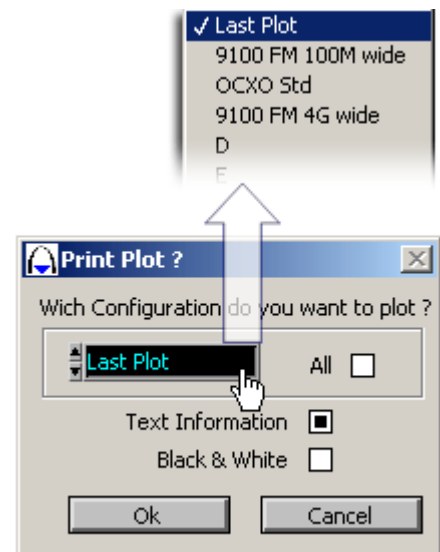 ✓ Last Plot
9100 FM 100M wide
OCXO Std
9100 FM 4G wide
D
E
Print Plot ?
Wich Configuration do you want to plot ?
Last Plot All
Text Information
Black & White
Ok Cancel